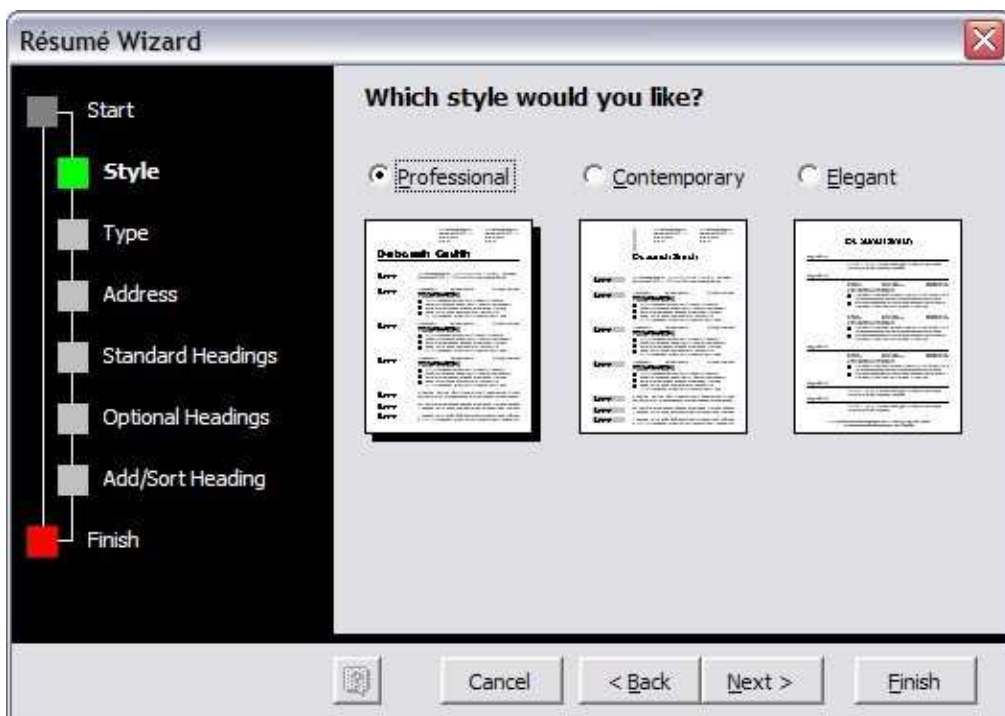 Résumé Wizard
Start
Style
Type
Address
Standard Headings
Optional Headings
Add/Sort Heading
Finish
Which style would you like?
Professional
Contemporary
Elegant
Cancel
< Back
Next >
Finish